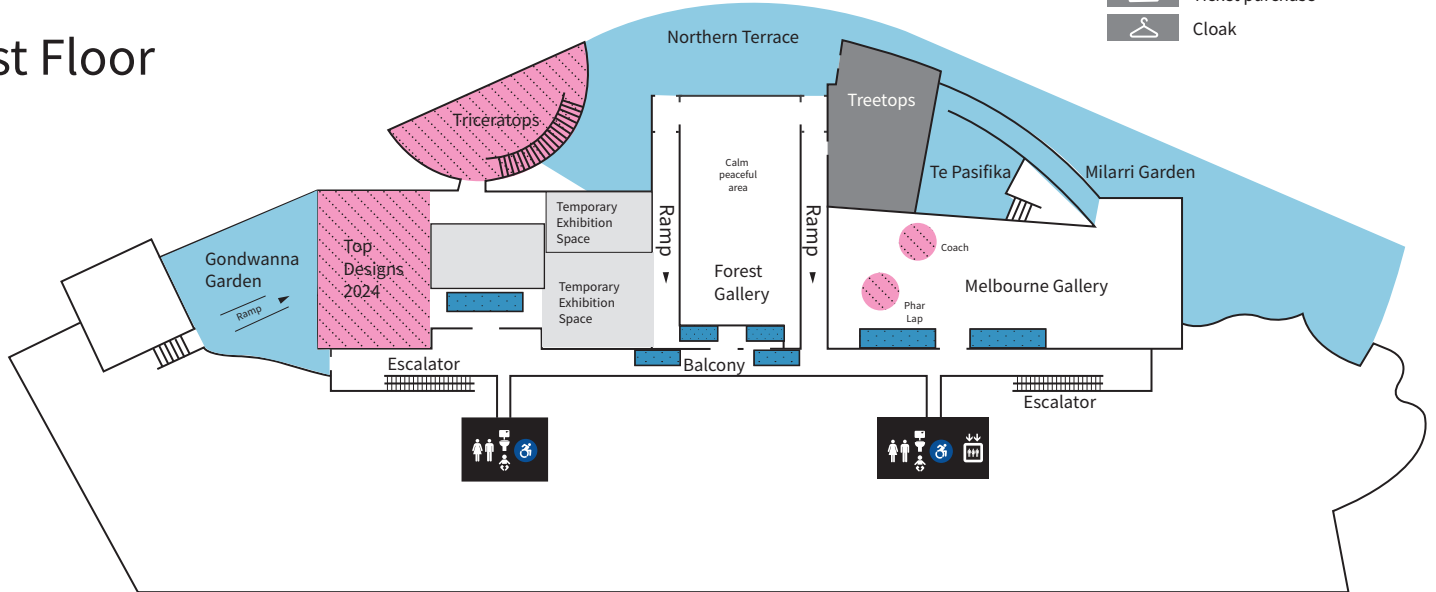 st Floor
Ticket purchase
Cloak
Northern Terrace
Triceratops
Treetops
Calm
peaceful
area
Te Pasifika
Milarri Garden
Temporary
Exhibition
Space
Ramp
Ramp
Coach
Gondwanna
Garden
Ramp
Top
Designs
2024
Temporary
Exhibition
Space
Forest
Gallery
Melbourne Gallery
Phar
Lap
Escalator
Balcony
Escalator